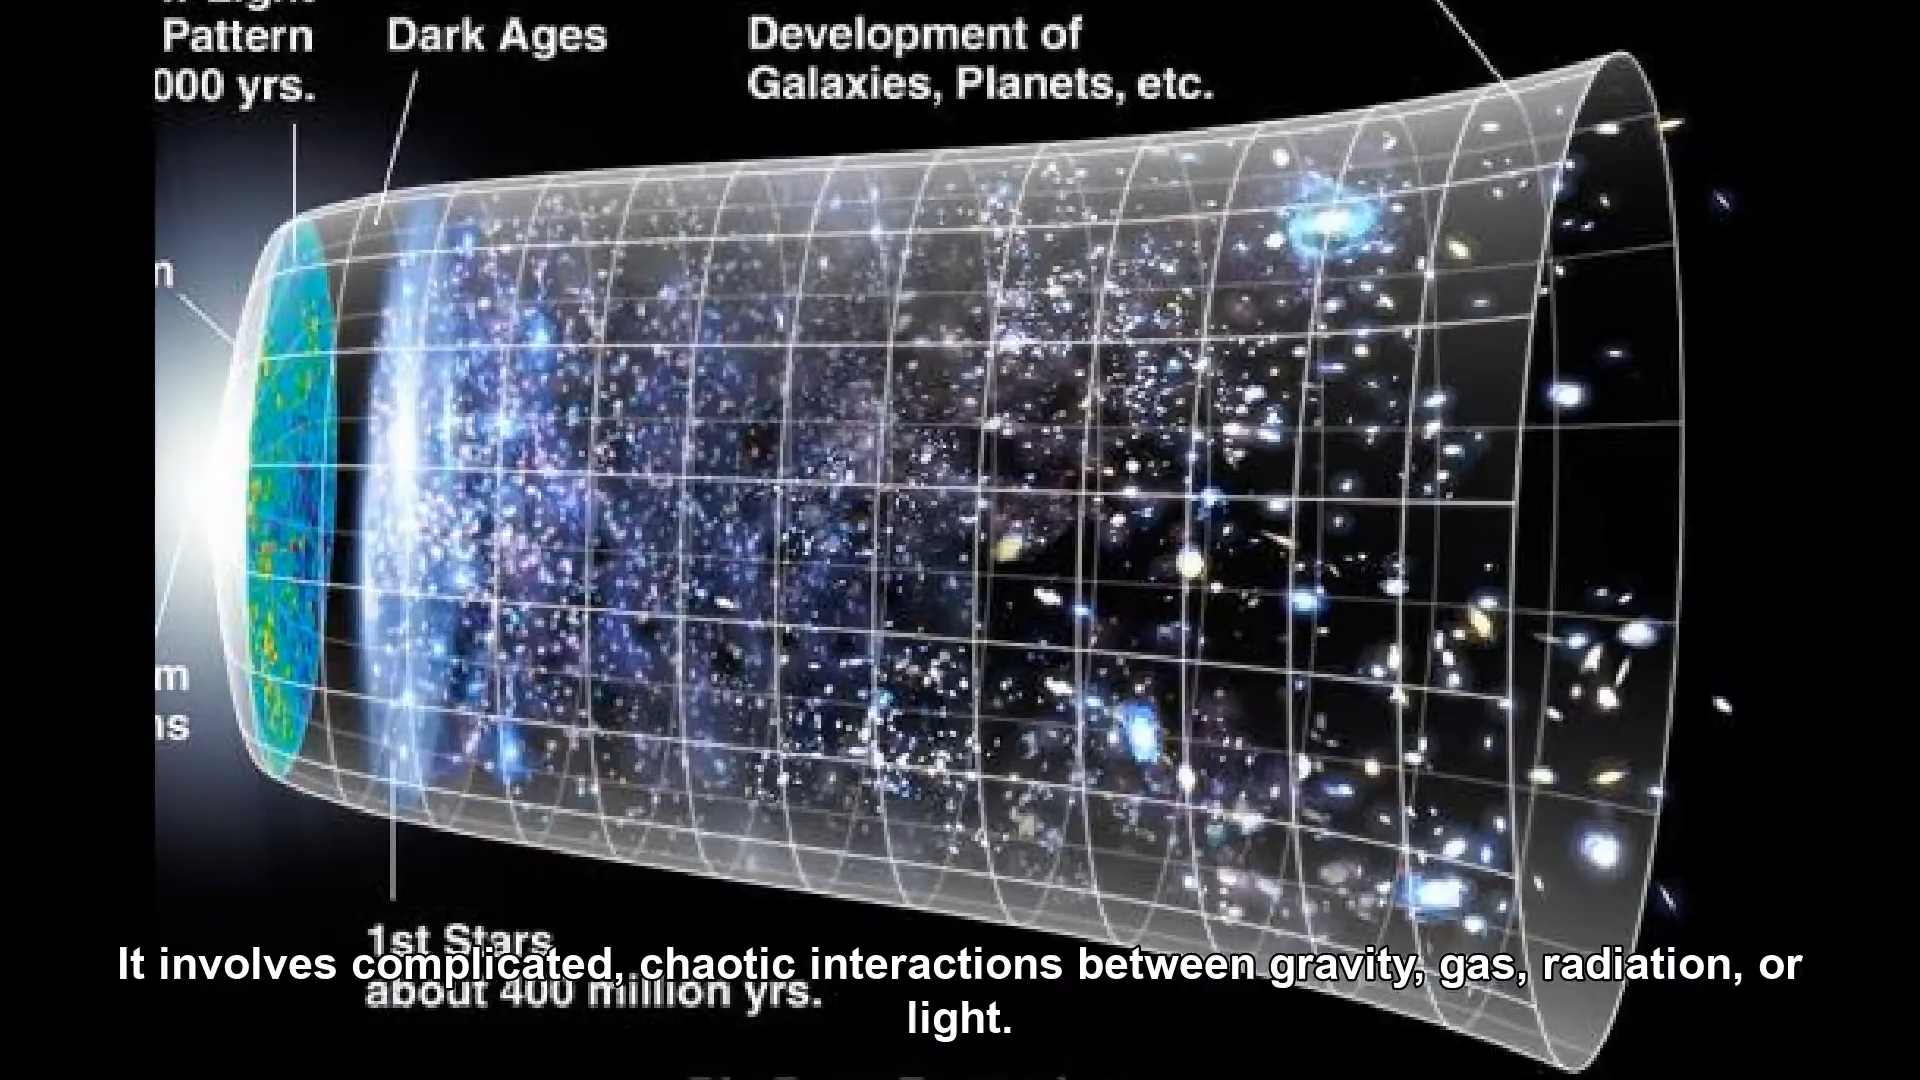 Pattern
000 yrs.
Dark Ages
Development of
Galaxies, Planets, etc.
n
m
ns
1st Stars
about 400 million yrs.
It involves complicated, chaotic interactions between gravity, gas, radiation, or
light.